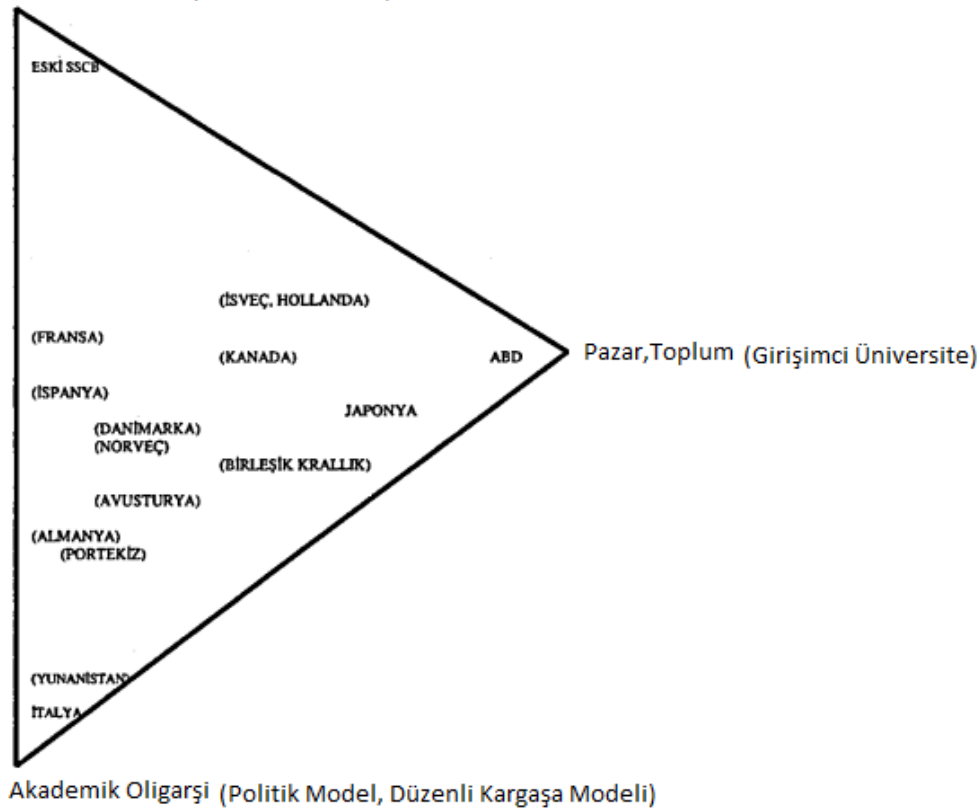 ESKİ SSCB
(İSVEÇ, HOLLANDA)
(FRANSA)
(KANADA)
ABD
Pazar,Toplum (Girişimci Üniversite)
(İSPANYA)
JAPONYA
(DANİMARKA)
(NORVEÇ)
(BİRLEŞİK KRALLIK)
(AVUSTURYA)
(ALMANYA)
(PORTEKİZ)
(YUNANİSTAN)
İTALYA
Akademik Oligarşi (Politik Model, Düzenli Kargaşa Modeli)